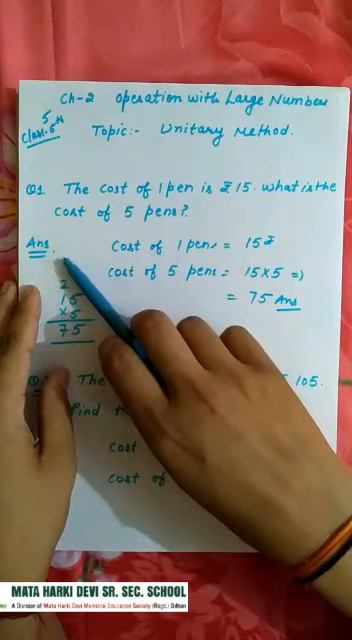 Ch-2 Operation with Large Numbers
Class-5th
Topic:- Unitary Method.
Q1. The cost of 1 pen is ₹15. what is the
cost of 5 pens?
Ans.
cost of 1 pens = 15₹
cost of 5 pens = 15×5 =)
= 75 Ans
2
15
×5
75
Q The 105.
Find
cost
cost of
MATA HARKI DEVI SR. SEC. SCHOOL
A Division of Mata Harki Devi Memorial Education Society (Regd.) Odhan